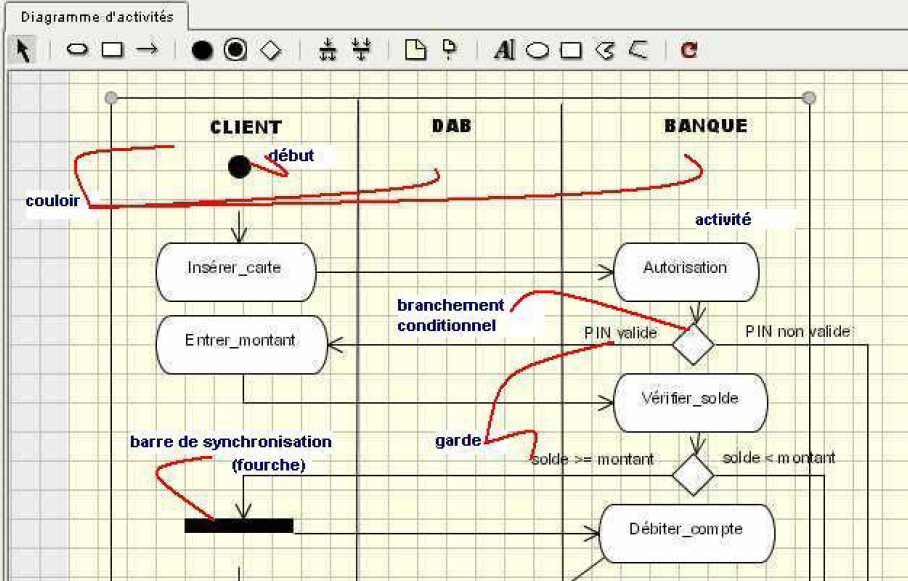 Diagramme d'activités
CLIENT
DAB
BANQUE
début
couloir
activité
Insérer_carte
Autorisation
branchement
conditionnel
PIN valide
PIN non valide
Entrer_montant
Vérifier_solde
barre de synchronisation
(fourche)
garde
solde >= montant
solde < montant
Débiter_compte